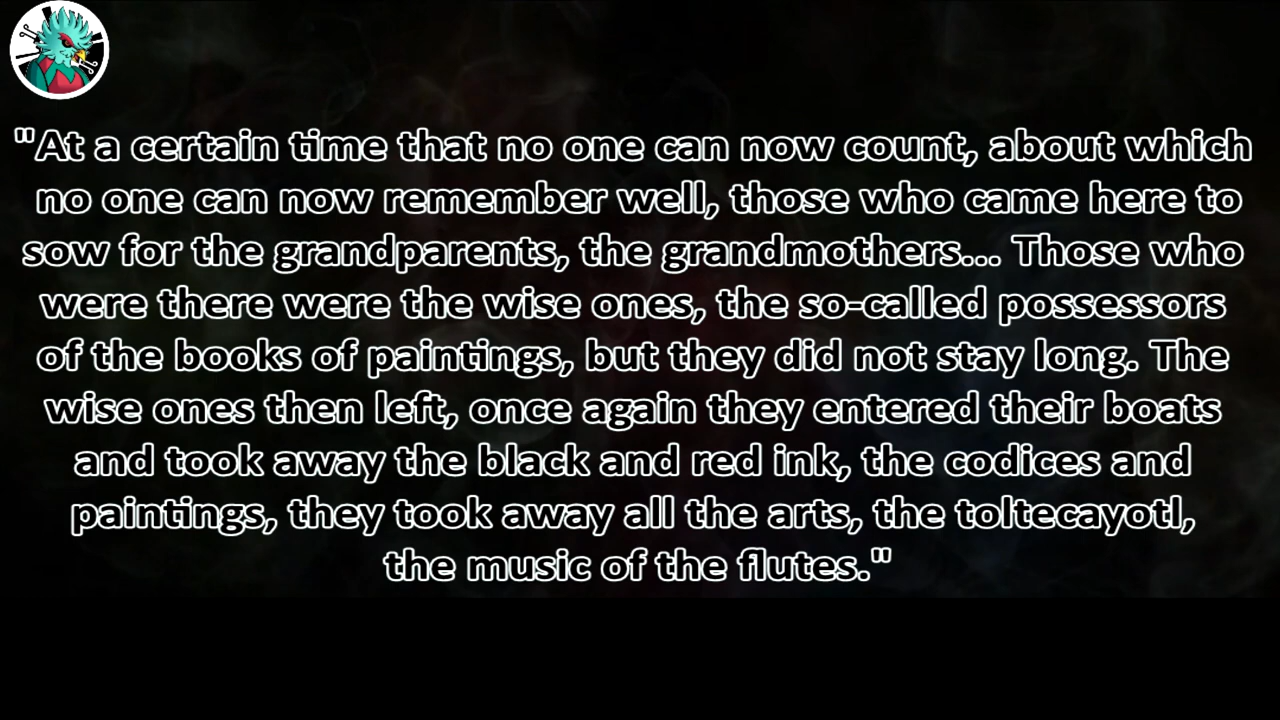 "At a certain time that no one can now count, about which
no one can now remember well, those who came here to
sow for the grandparents, the grandmothers... Those who
were there were the wise ones, the so-called possessors
of the books of paintings, but they did not stay long. The
wise ones then left, once again they entered their boats
and took away the black and red ink, the codices and
paintings, they took away all the arts, the toltecayotl,
the music of the flutes."